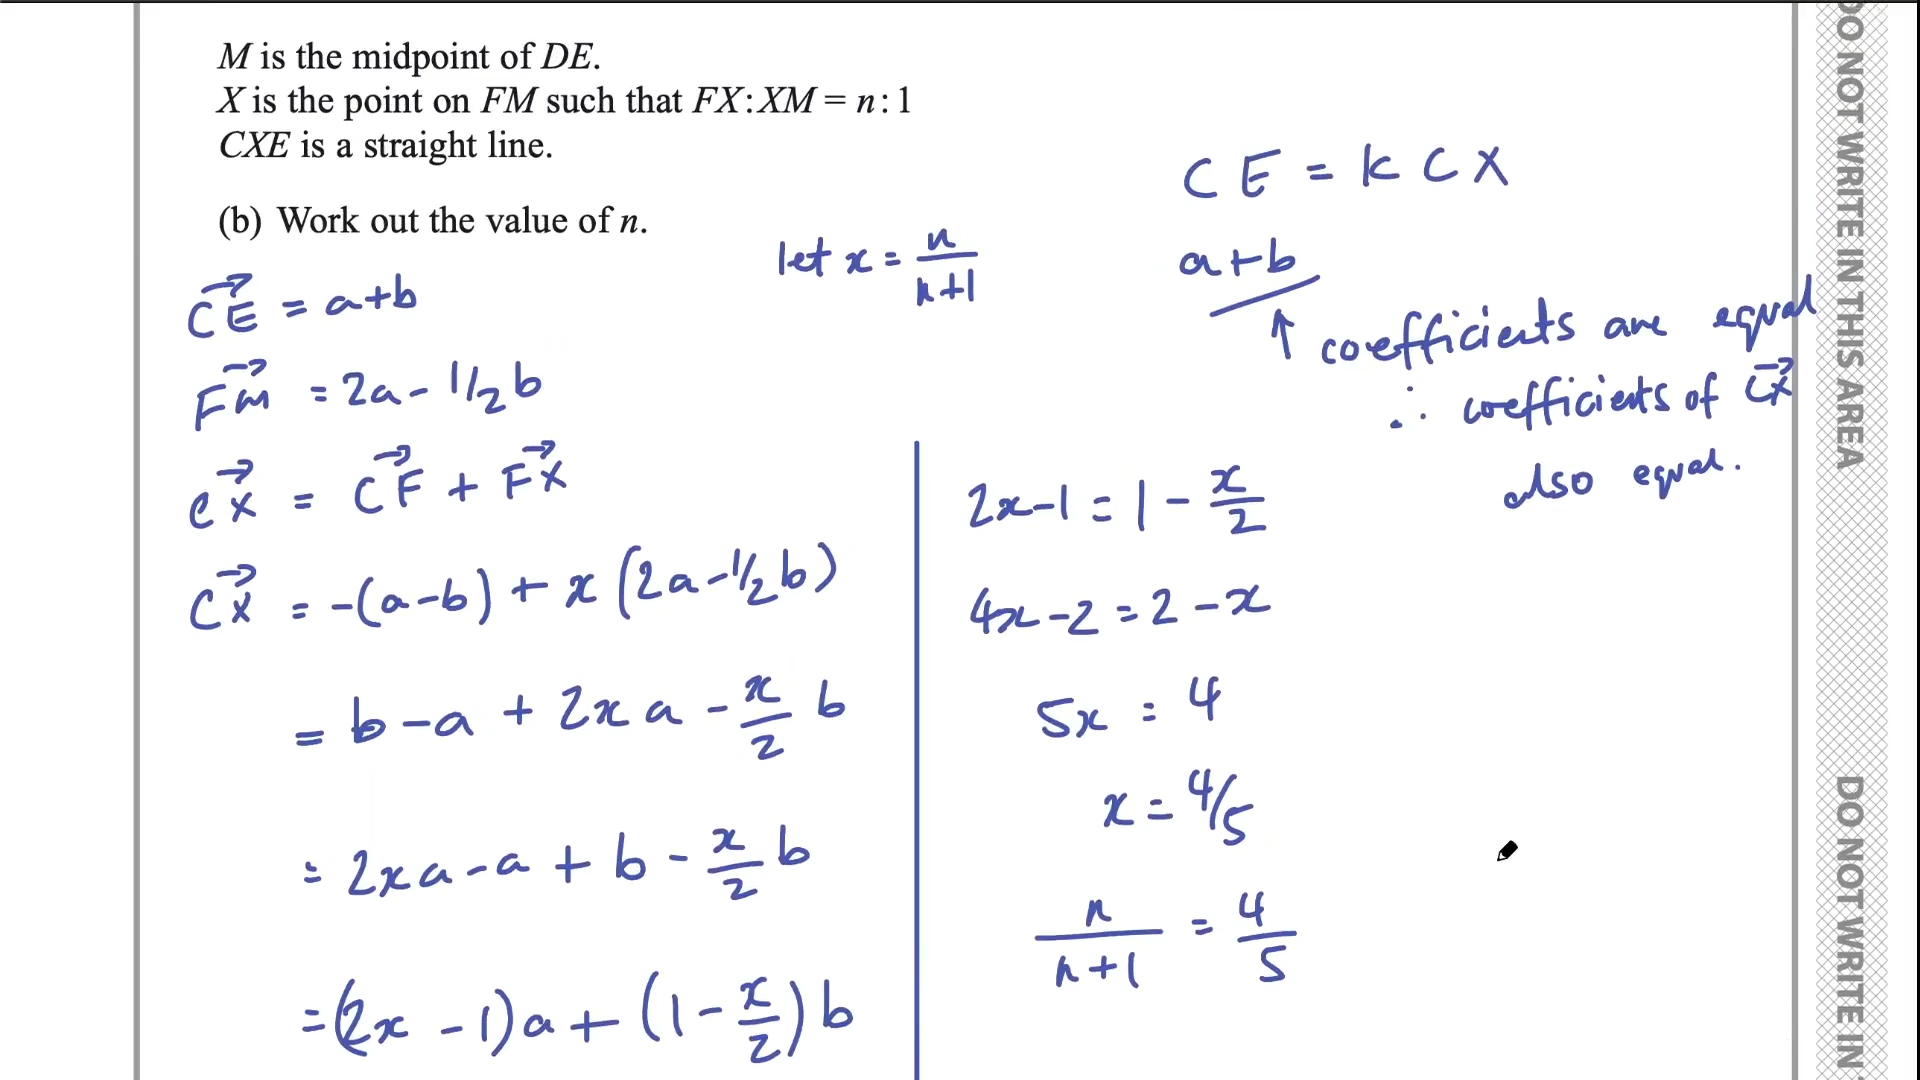 M is the midpoint of DE.
X is the point on FM such that FX:XM = n:1
CXE is a straight line.
(b) Work out the value of n.
let x = n/(n+1)
CE→ = a+b
FM→ = 2a - 1/2 b
CX→ = CF→ + FX→
CX→ = -(a-b) + x(2a - 1/2 b)
= b - a + 2xa - x/2 b
= 2xa - a + b - x/2 b
= (2x - 1)a + (1 - x/2)b
CE = k CX
a+b
↑ coefficients are equal
∴ coefficients of CX→
also equal.
2x-1 = 1 - x/2
4x-2 = 2 - x
5x = 4
x = 4/5
n/(n+1) = 4/5
DO NOT WRITE IN THIS AREA
DO NOT WRITE IN